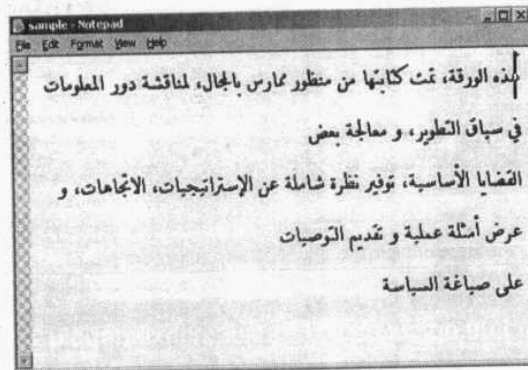 sample - Notepad
File Edit Format View Help
هذه الورقة، تمت كتابتها من منظور ممارس بالمجال، لمناقشة دور المعلومات
في سياق التطوير، و معالجة بعض
القضايا الأساسية، توفير نظرة شاملة عن الإستراتيجيات، الاتجاهات، و
عرض أمثلة عملية و تقديم التوصيات
على صياغة السياسة